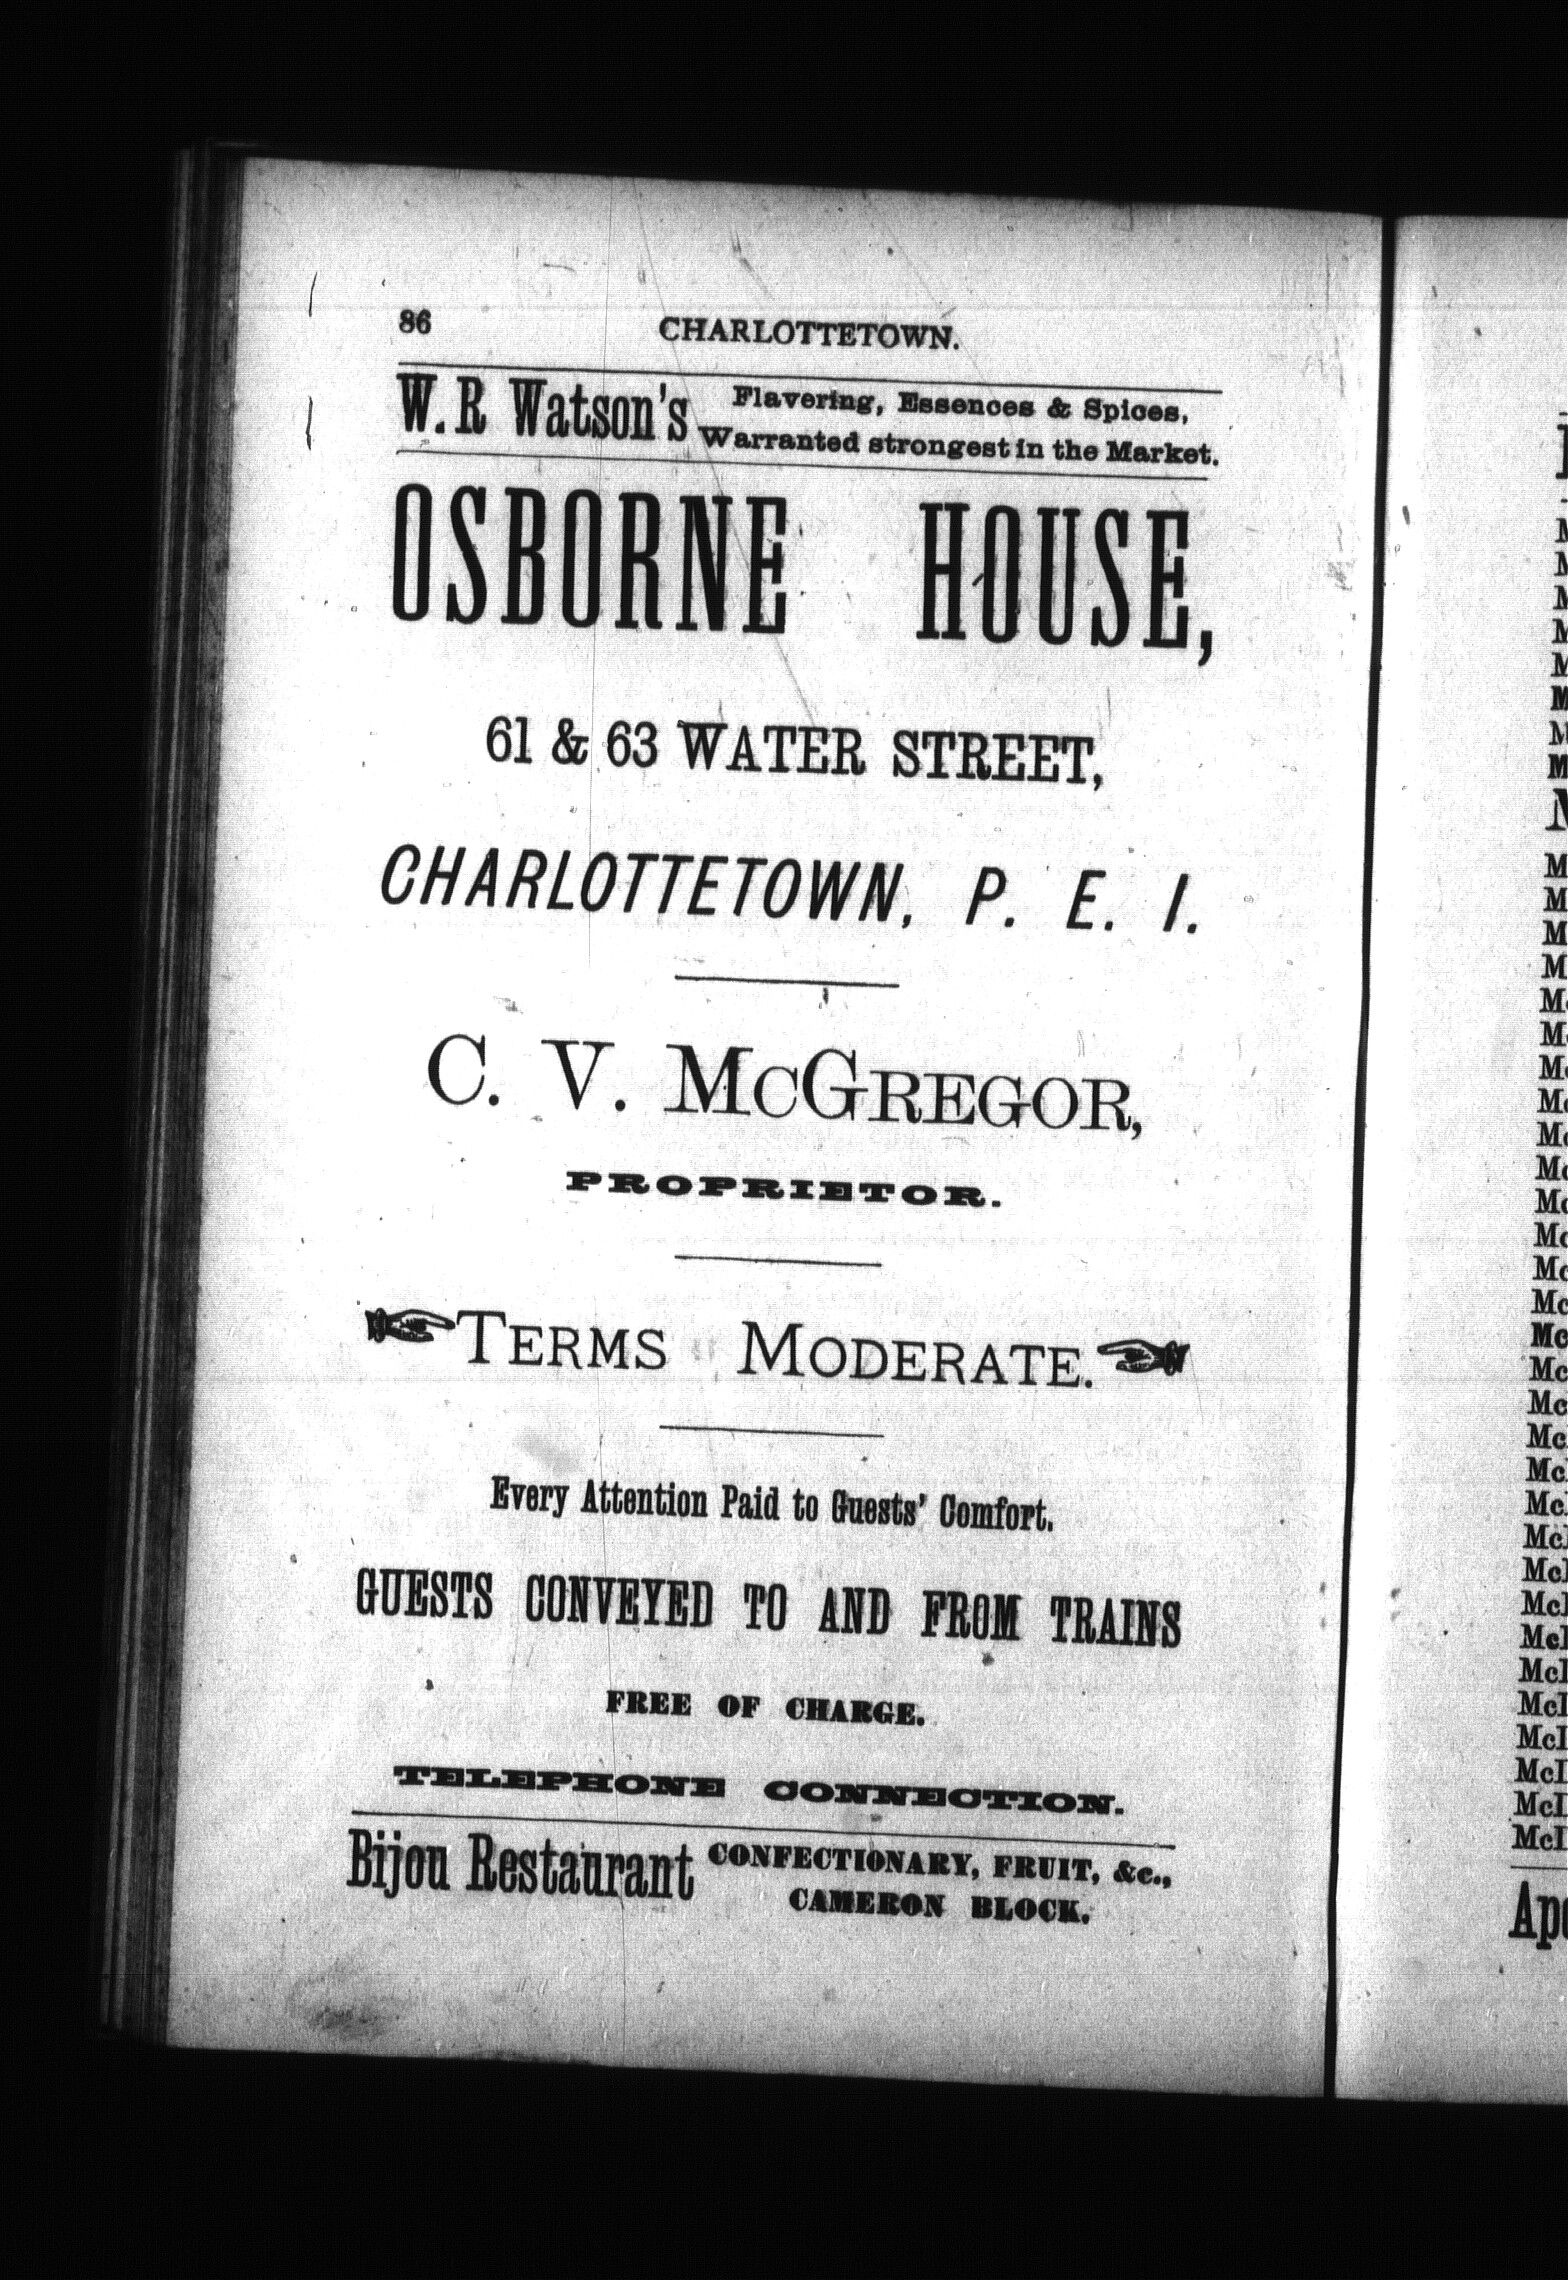 86 CHARLOTTETOWN.
W. R Watson's Flavering, Essences & Spices,
Warranted strongest in the Market.
OSBORNE HOUSE,
61 & 63 WATER STREET,
CHARLOTTETOWN, P. E. I.
C. V. McGREGOR,
PROPRIETOR.
TERMS MODERATE.
Every Attention Paid to Guests' Comfort.
GUESTS CONVEYED TO AND FROM TRAINS
FREE OF CHARGE.
TELEPHONE CONNECTION.
Bijou Restaurant CONFECTIONARY, FRUIT, &c.,
CAMERON BLOCK.